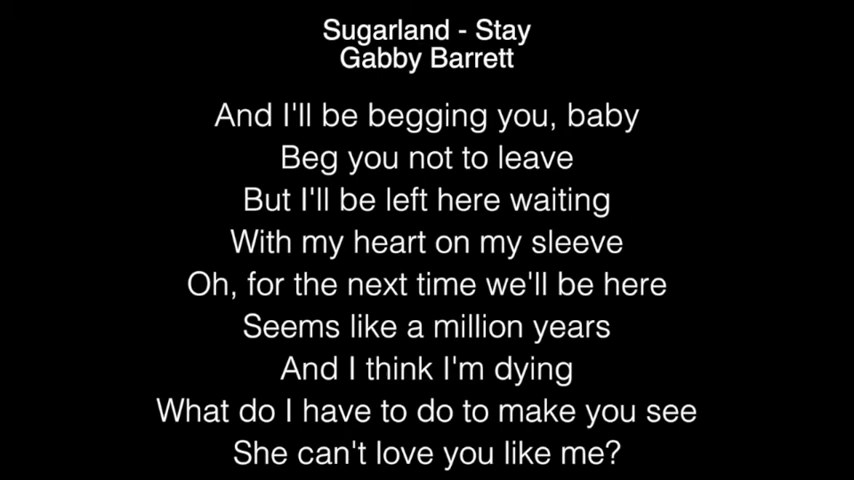 Sugarland - Stay
Gabby Barrett
And I'll be begging you, baby
Beg you not to leave
But I'll be left here waiting
With my heart on my sleeve
Oh, for the next time we'll be here
Seems like a million years
And I think I'm dying
What do I have to do to make you see
She can't love you like me?